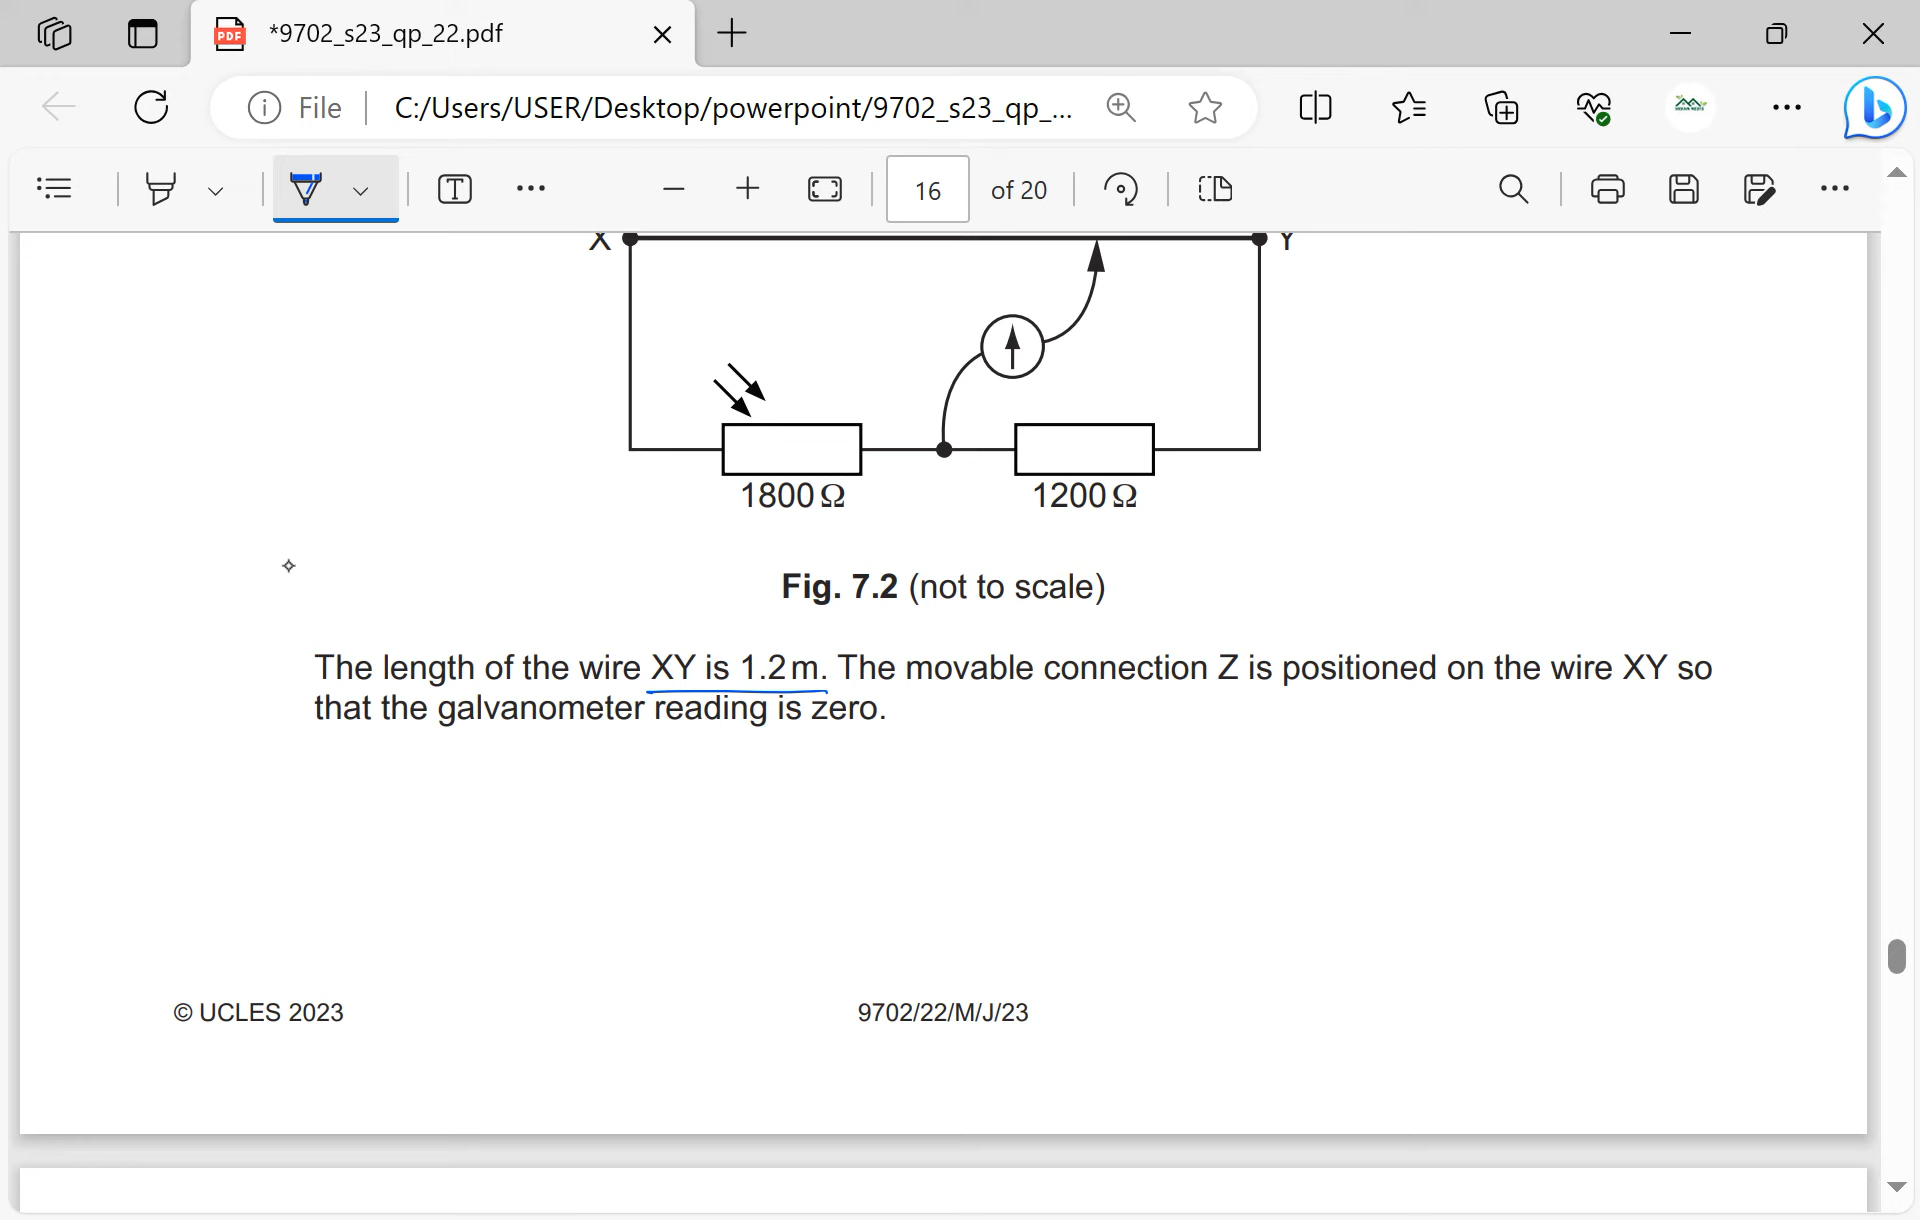 *9702_s23_qp_22.pdf
File
C:/Users/USER/Desktop/powerpoint/9702_s23_qp_...
16 of 20
X Y
1800 Ω 1200 Ω
Fig. 7.2 (not to scale)
The length of the wire XY is 1.2 m. The movable connection Z is positioned on the wire XY so
that the galvanometer reading is zero.
© UCLES 2023 9702/22/M/J/23